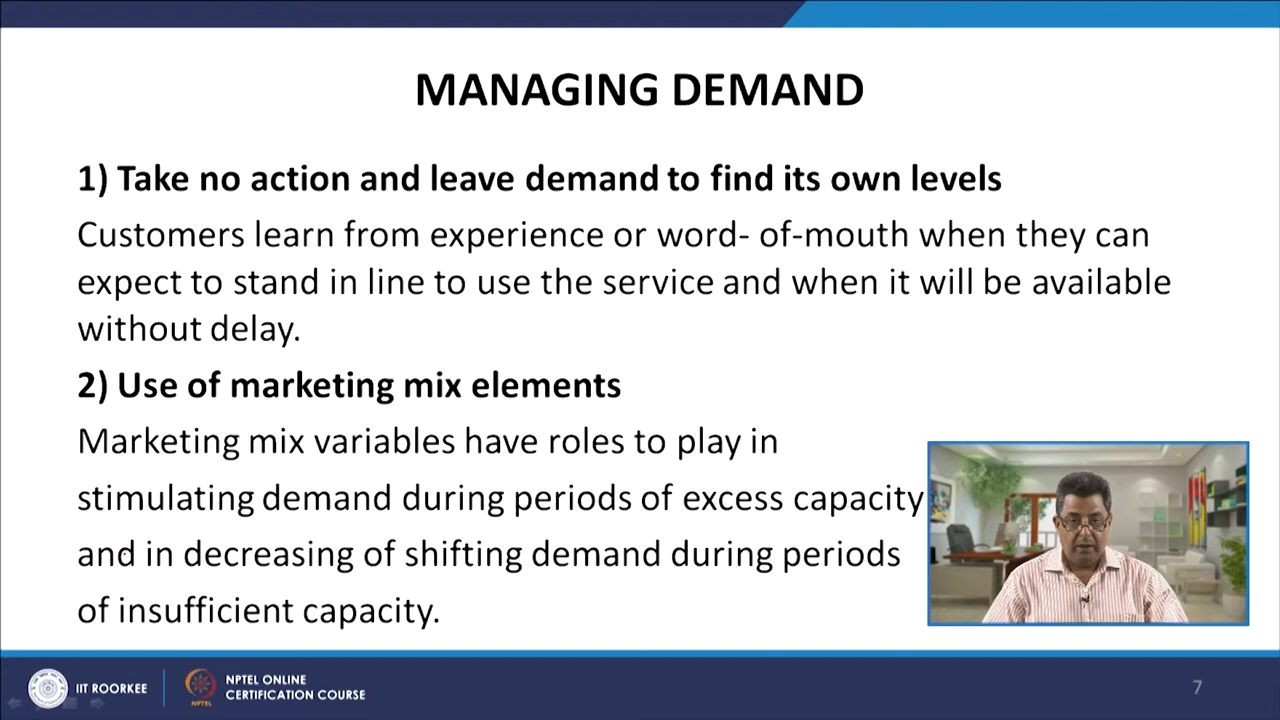 MANAGING DEMAND
1) Take no action and leave demand to find its own levels
Customers learn from experience or word- of-mouth when they can
expect to stand in line to use the service and when it will be available
without delay.
2) Use of marketing mix elements
Marketing mix variables have roles to play in
stimulating demand during periods of excess capacity
and in decreasing of shifting demand during periods
of insufficient capacity.
IIT ROORKEE
NPTEL
NPTEL ONLINE
CERTIFICATION COURSE
7